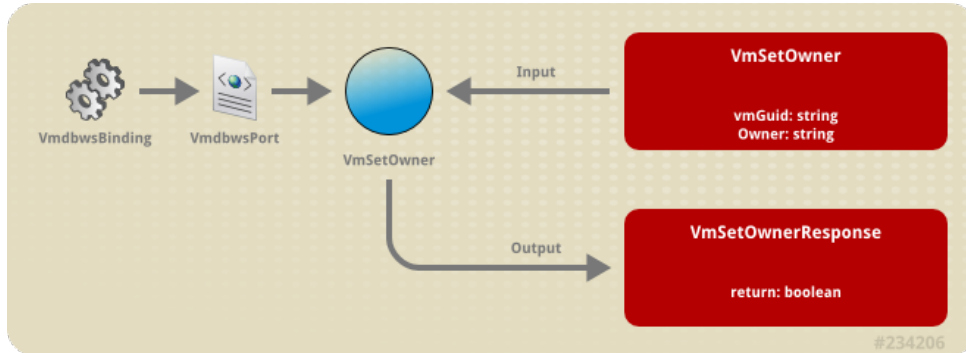 VmSetOwner
Input
vmGuid: string
Owner: string
VmdbwsBinding
VmdbwsPort
VmSetOwner
VmSetOwnerResponse
Output
return: boolean
#234206